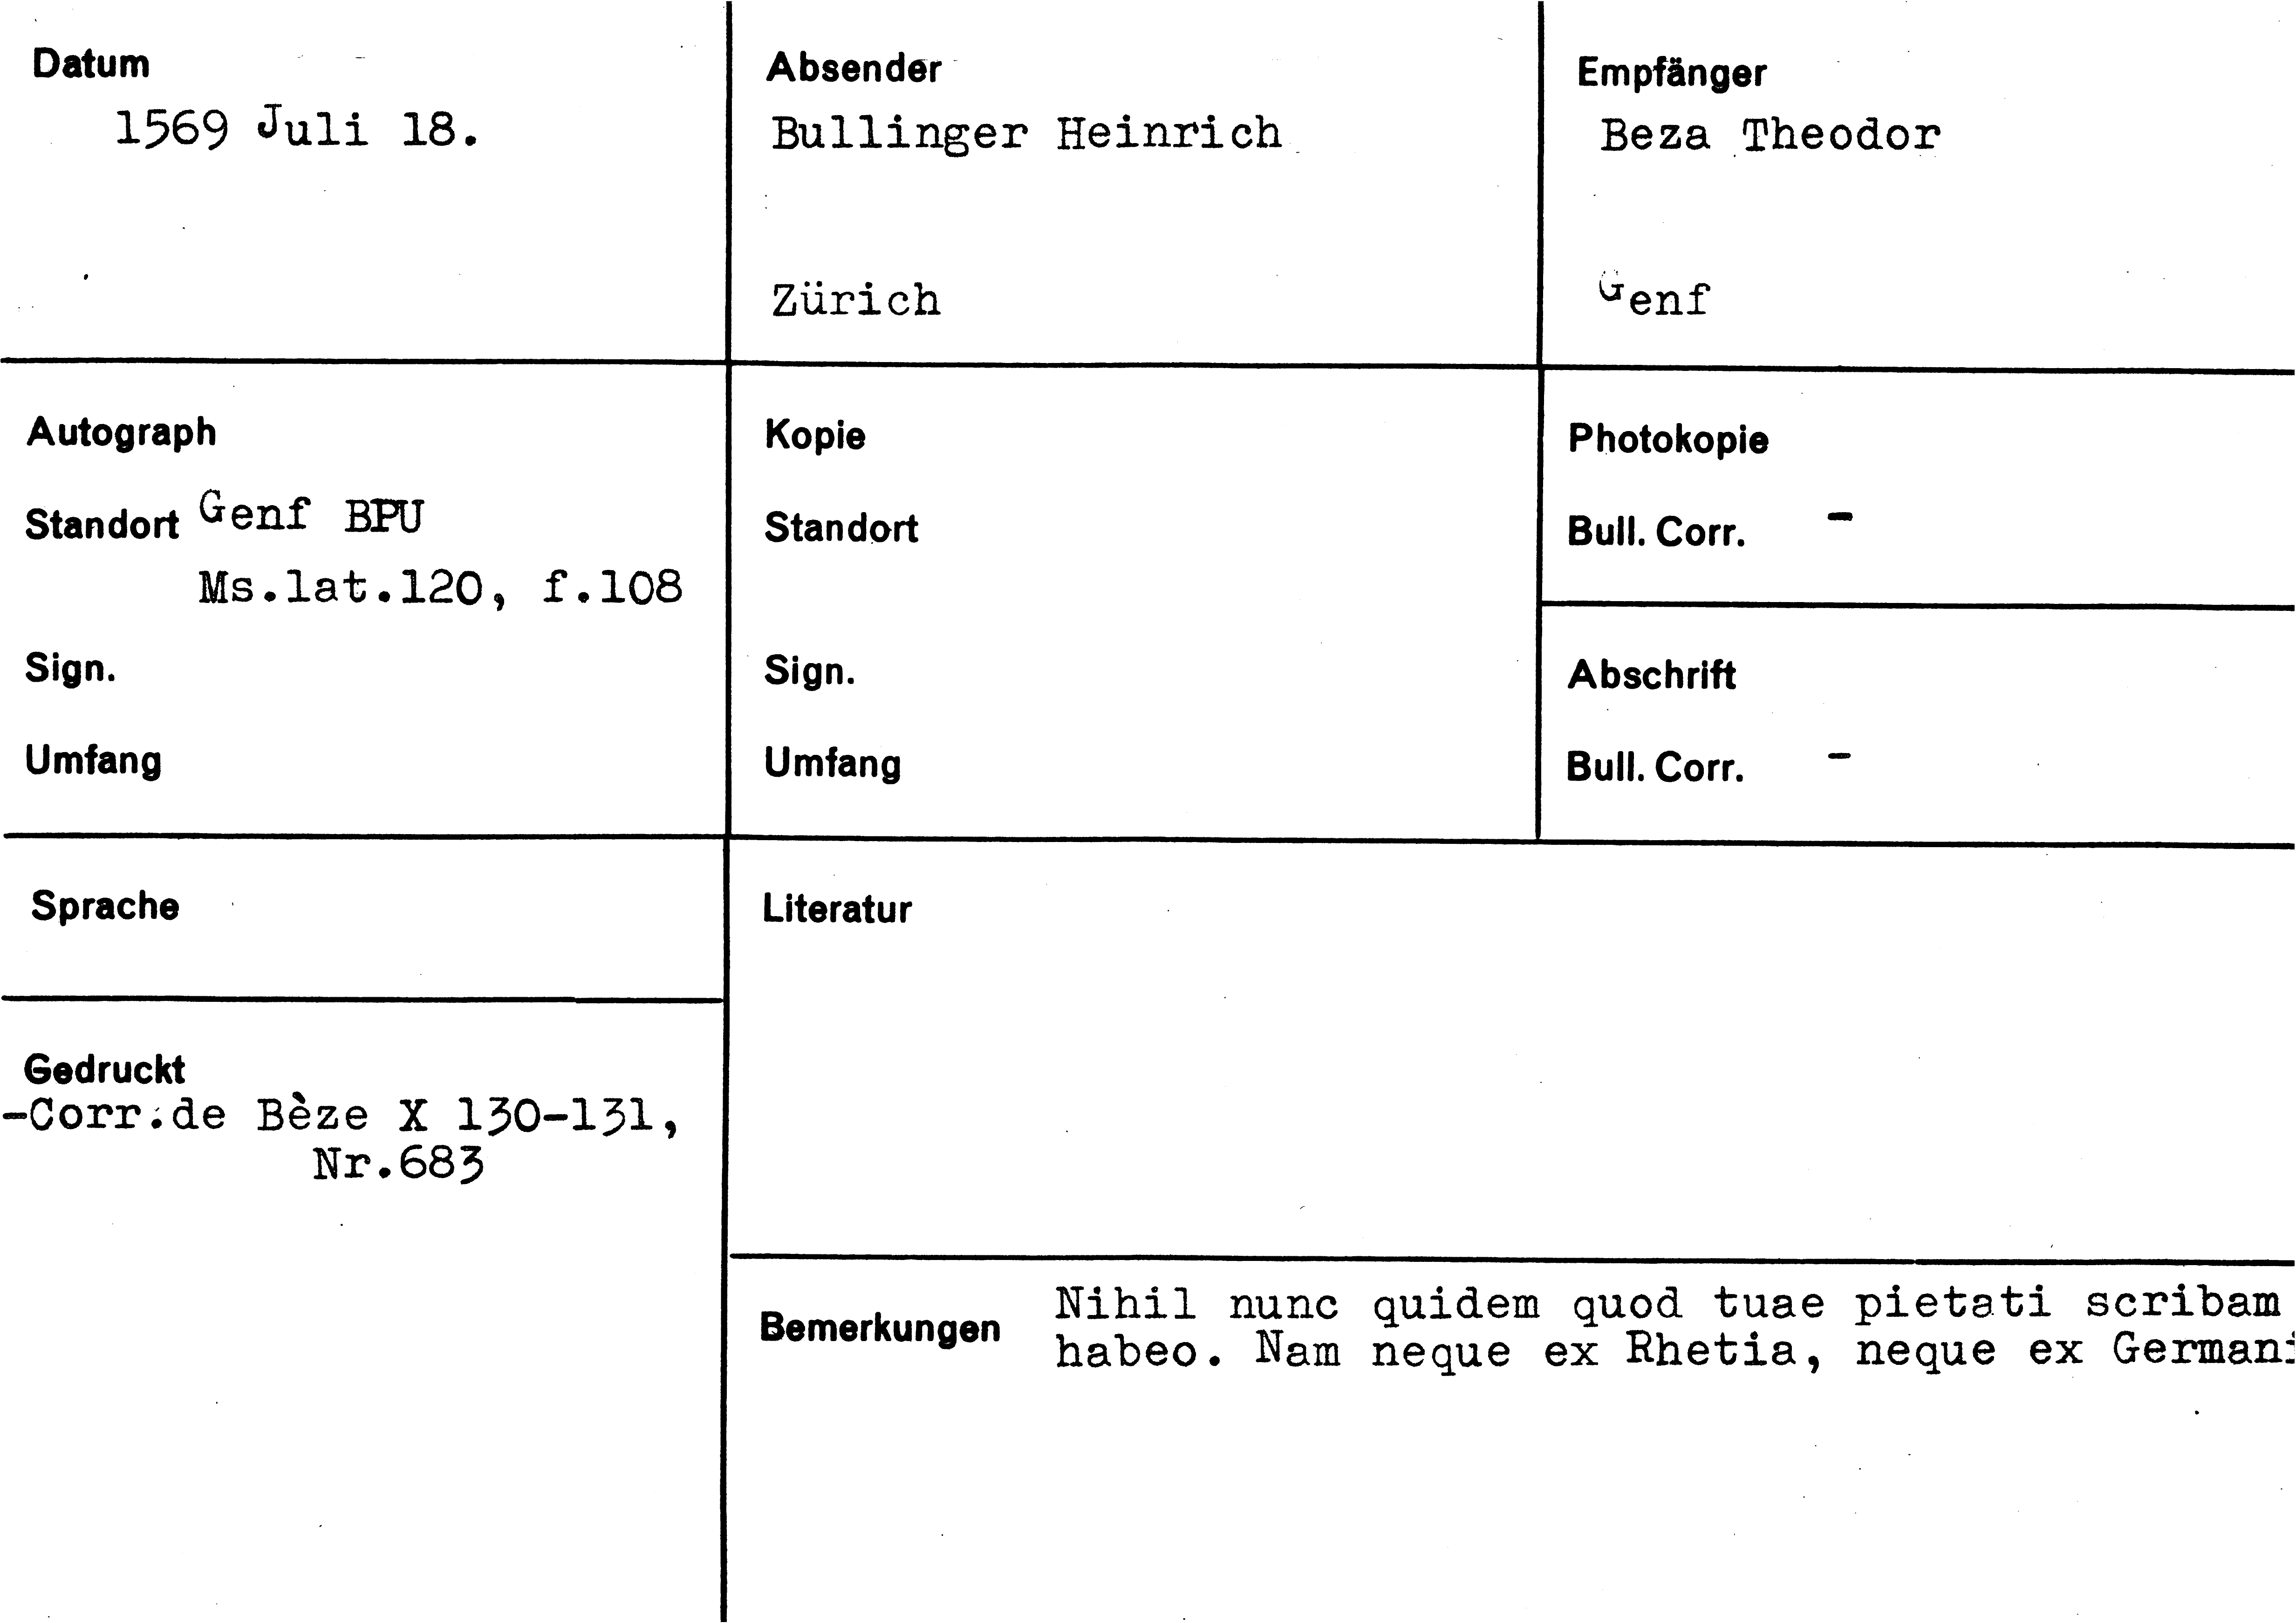 Datum
1569 Juli 18.
Absender
Bullinger Heinrich
Zürich
Empfänger
Beza Theodor
Genf
Autograph
Standort Genf BPU
Ms.lat.120, f.108
Sign.
Umfang
Kopie
Standort
Sign.
Umfang
Photokopie
Bull. Corr. -
Abschrift
Bull. Corr. -
Sprache
Gedruckt
-Corr.de Bèze X 130-131,
Nr.683
Literatur
Bemerkungen
Nihil nunc quidem quod tuae pietati scribam
habeo. Nam neque ex Rhetia, neque ex Germani